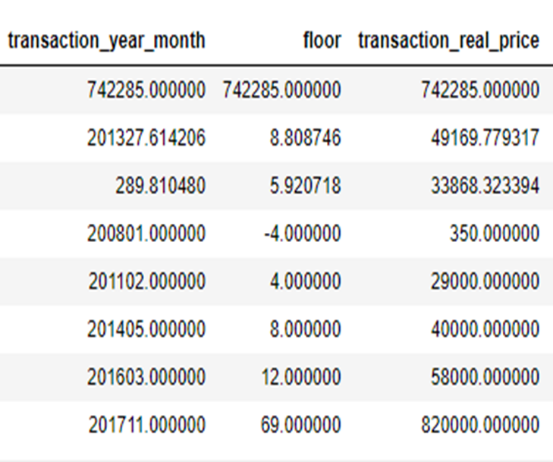 transaction_year_month floor transaction_real_price
742285.000000 742285.000000 742285.000000
201327.614206 8.808746 49169.779317
289.810480 5.920718 33868.323394
200801.000000 -4.000000 350.000000
201102.000000 4.000000 29000.000000
201405.000000 8.000000 40000.000000
201603.000000 12.000000 58000.000000
201711.000000 69.000000 820000.000000